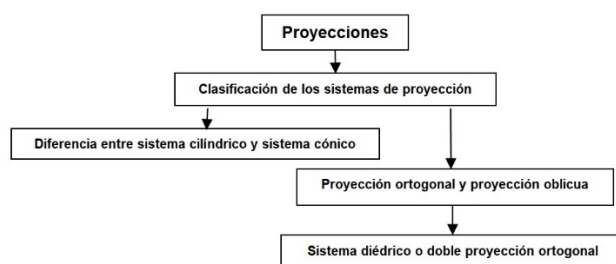 Proyecciones
Clasificación de los sistemas de proyección
Diferencia entre sistema cilíndrico y sistema cónico
Proyección ortogonal y proyección oblicua
Sistema diédrico o doble proyección ortogonal